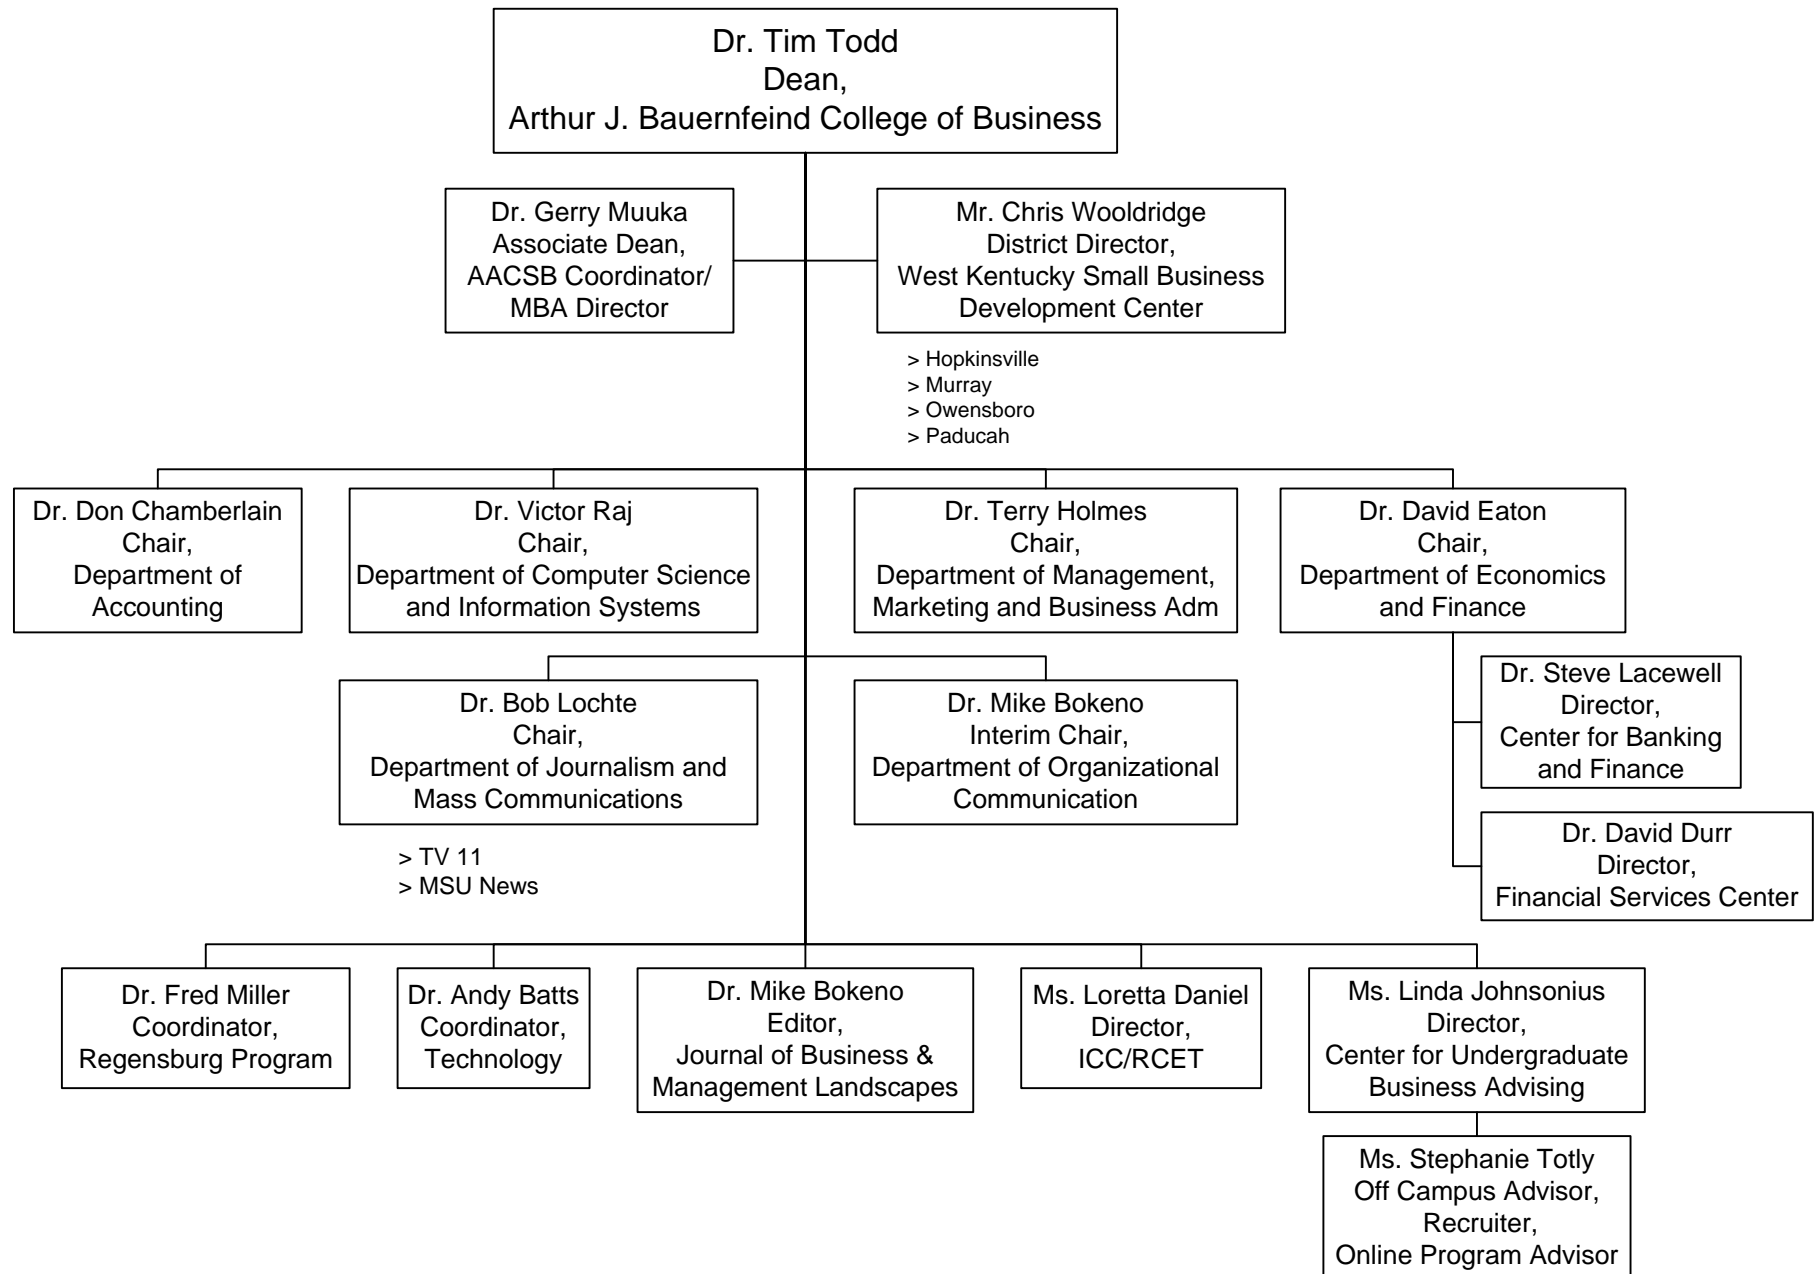 Dr. Tim Todd
Dean,
Arthur J. Bauernfeind College of Business
Dr. Gerry Muuka
Associate Dean,
AACSB Coordinator/
MBA Director
Mr. Chris Wooldridge
District Director,
West Kentucky Small Business
Development Center
> Hopkinsville
> Murray
> Owensboro
> Paducah
Dr. Don Chamberlain
Chair,
Department of
Accounting
Dr. Victor Raj
Chair,
Department of Computer Science
and Information Systems
Dr. Terry Holmes
Chair,
Department of Management,
Marketing and Business Adm
Dr. David Eaton
Chair,
Department of Economics
and Finance
Dr. Steve Lacewell
Director,
Center for Banking
and Finance
Dr. David Durr
Director,
Financial Services Center
Dr. Bob Lochte
Chair,
Department of Journalism and
Mass Communications
> TV 11
> MSU News
Dr. Mike Bokeno
Interim Chair,
Department of Organizational
Communication
Dr. Fred Miller
Coordinator,
Regensburg Program
Dr. Andy Batts
Coordinator,
Technology
Dr. Mike Bokeno
Editor,
Journal of Business &
Management Landscapes
Ms. Loretta Daniel
Director,
ICC/RCET
Ms. Linda Johnsonius
Director,
Center for Undergraduate
Business Advising
Ms. Stephanie Totly
Off Campus Advisor,
Recruiter,
Online Program Advisor